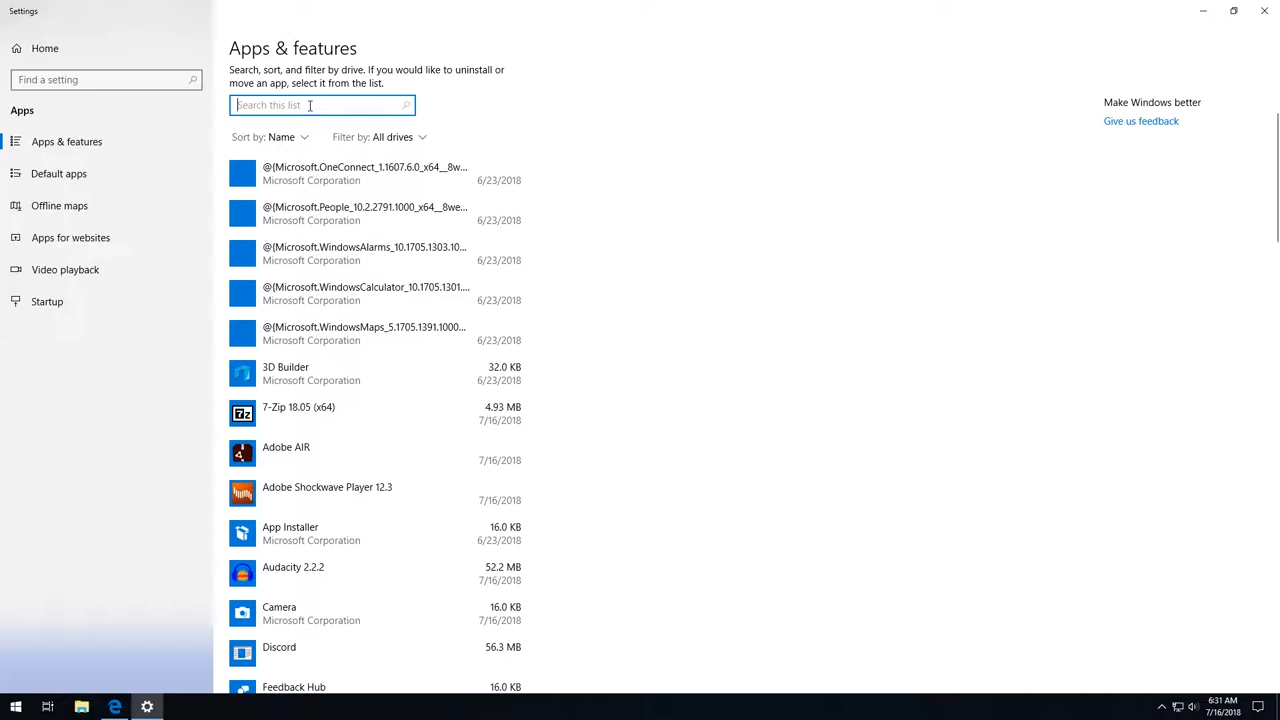 Settings
Home
Find a setting
Apps
Apps & features
Default apps
Offline maps
Apps for websites
Video playback
Startup
Apps & features
Search, sort, and filter by drive. If you would like to uninstall or
move an app, select it from the list.
Search this list
Sort by: Name
Filter by: All drives
@{Microsoft.OneConnect_1.1607.6.0_x64__8w...
Microsoft Corporation 6/23/2018
@{Microsoft.People_10.2.2791.1000_x64__8we...
Microsoft Corporation 6/23/2018
@{Microsoft.WindowsAlarms_10.1705.1303.10...
Microsoft Corporation 6/23/2018
@{Microsoft.WindowsCalculator_10.1705.1301....
Microsoft Corporation 6/23/2018
@{Microsoft.WindowsMaps_5.1705.1391.1000...
Microsoft Corporation 6/23/2018
3D Builder 32.0 KB
Microsoft Corporation 6/23/2018
7-Zip 18.05 (x64) 4.93 MB
7/16/2018
Adobe AIR
7/16/2018
Adobe Shockwave Player 12.3
7/16/2018
App Installer 16.0 KB
Microsoft Corporation 6/23/2018
Audacity 2.2.2 52.2 MB
7/16/2018
Camera 16.0 KB
Microsoft Corporation 7/16/2018
Discord 56.3 MB
Feedback Hub 16.0 KB
Make Windows better
Give us feedback
6:31 AM
7/16/2018